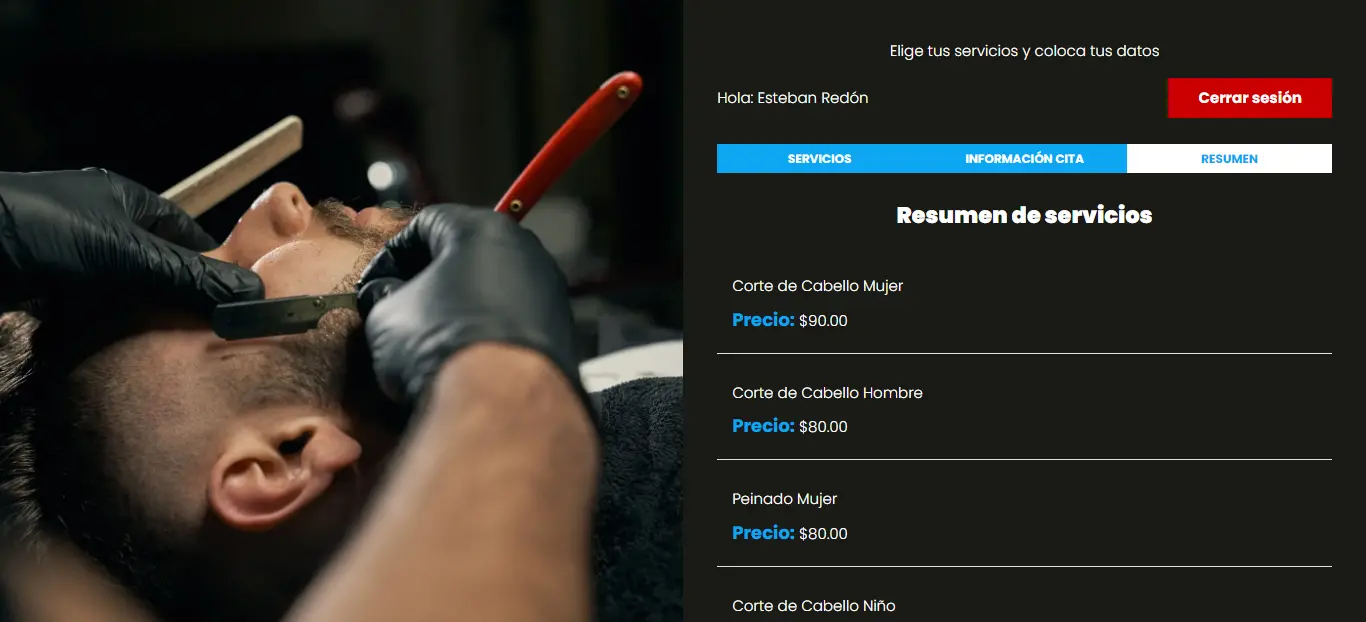 Elige tus servicios y coloca tus datos
Hola: Esteban Redón
Cerrar sesión
SERVICIOS
INFORMACIÓN CITA
RESUMEN
Resumen de servicios
Corte de Cabello Mujer
Precio: $90.00
Corte de Cabello Hombre
Precio: $80.00
Peinado Mujer
Precio: $80.00
Corte de Cabello Niño